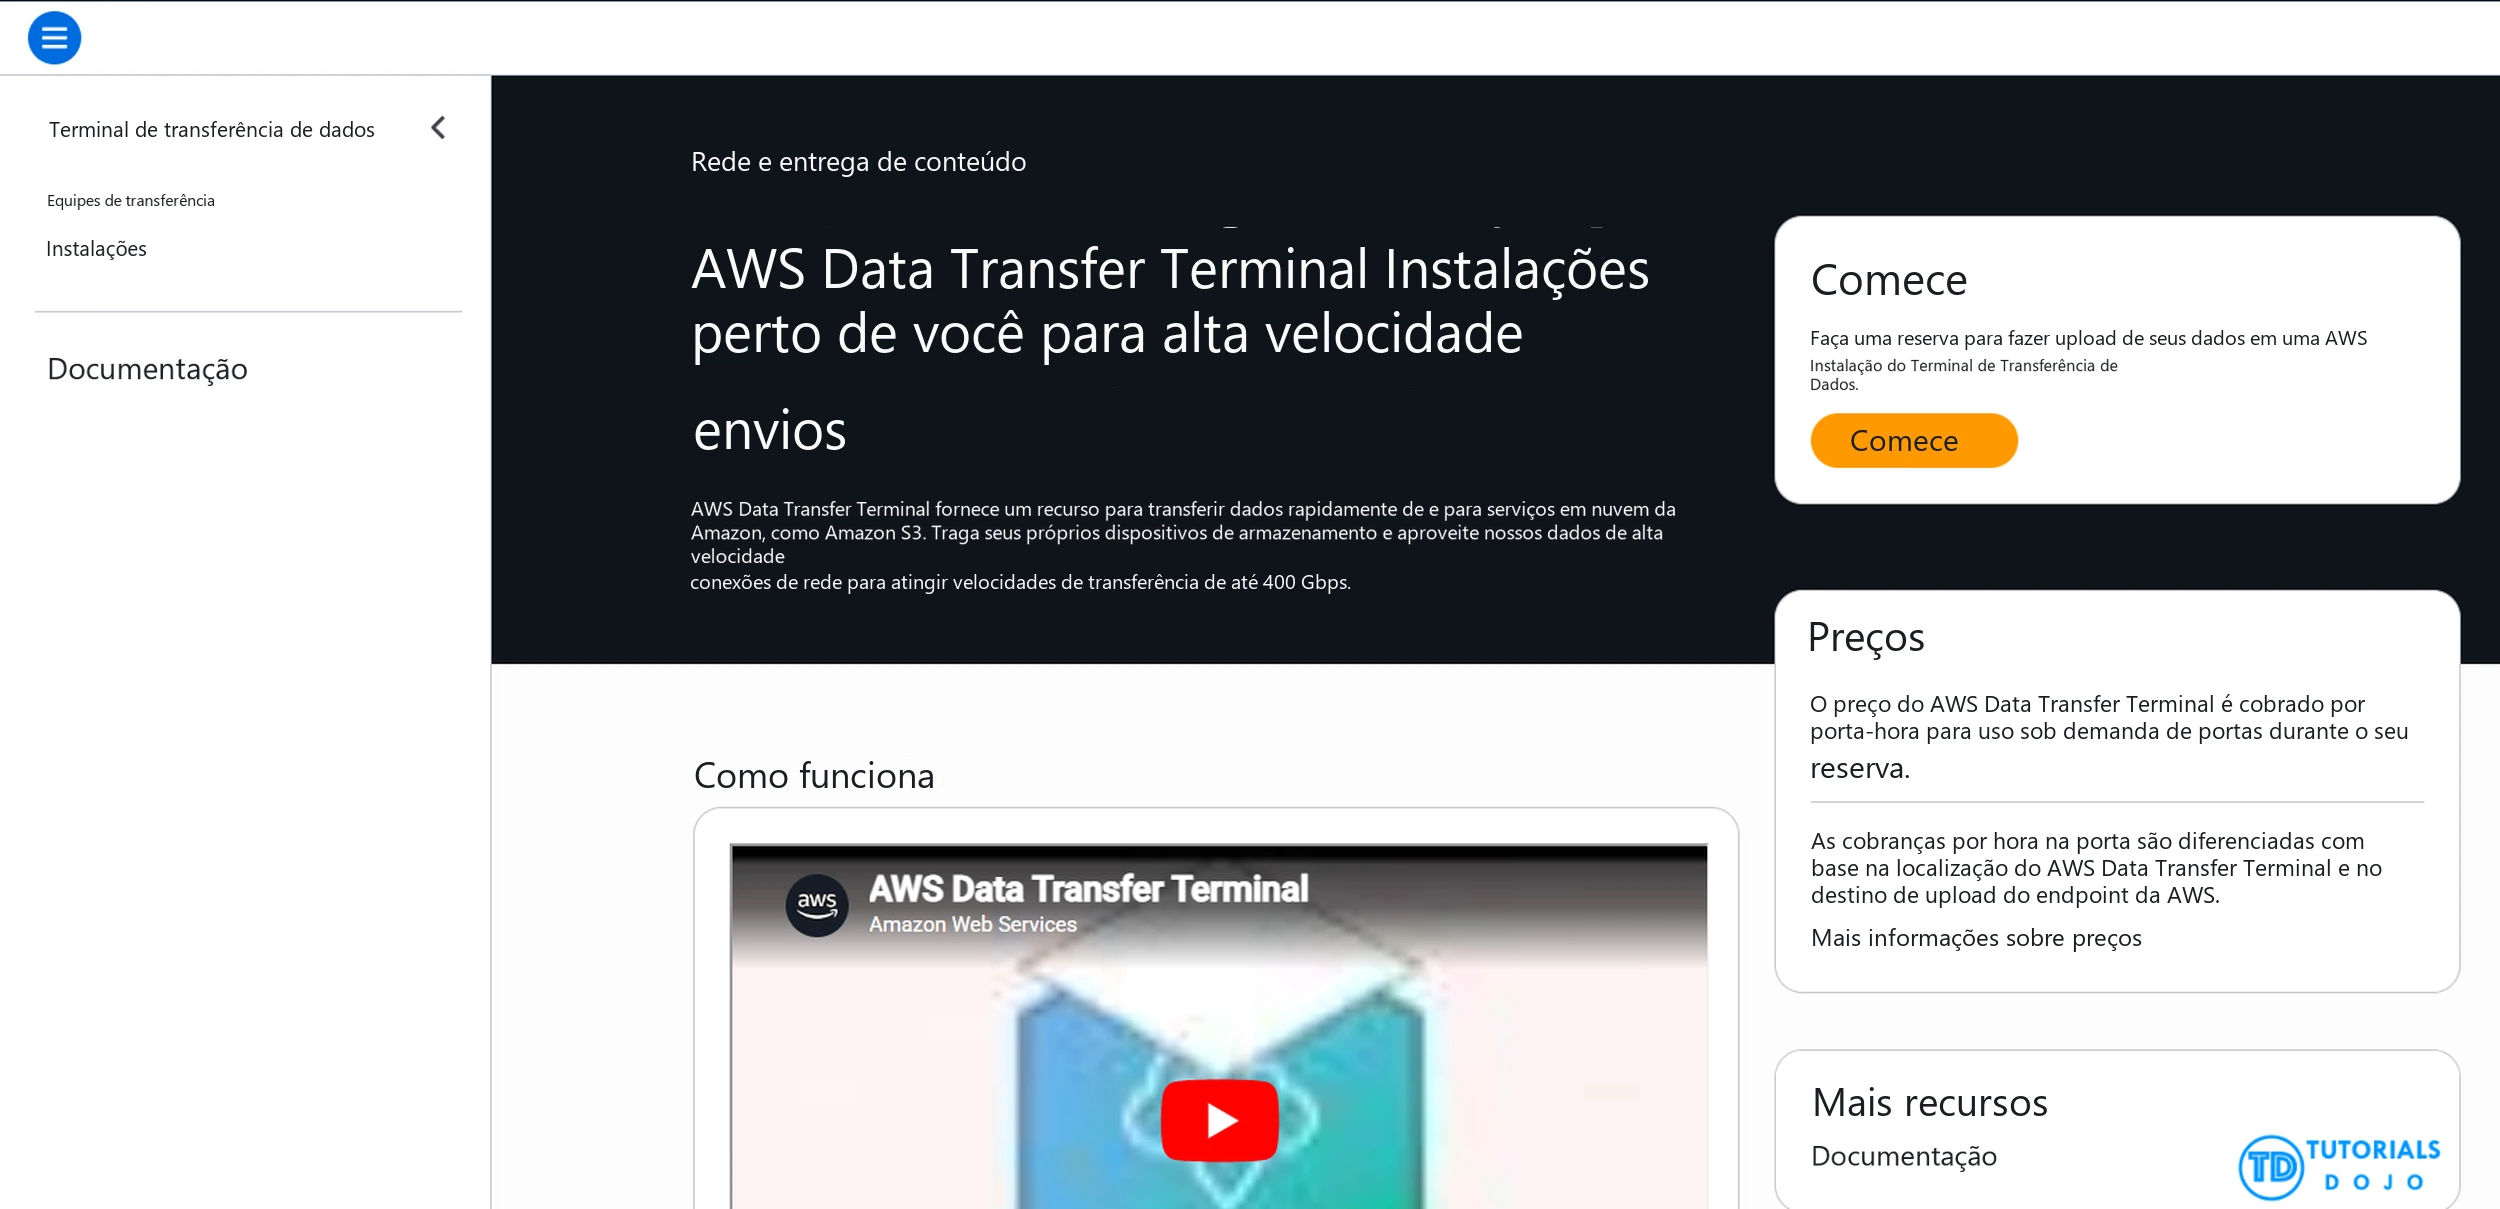 Terminal de transferência de dados
Equipes de transferência
Instalações
Documentação
Rede e entrega de conteúdo
AWS Data Transfer Terminal Instalações
perto de você para alta velocidade
envios
AWS Data Transfer Terminal fornece um recurso para transferir dados rapidamente de e para serviços em nuvem da
Amazon, como Amazon S3. Traga seus próprios dispositivos de armazenamento e aproveite nossos dados de alta
velocidade
conexões de rede para atingir velocidades de transferência de até 400 Gbps.
Comece
Faça uma reserva para fazer upload de seus dados em uma AWS
Instalação do Terminal de Transferência de
Dados.
Comece
Preços
O preço do AWS Data Transfer Terminal é cobrado por
porta-hora para uso sob demanda de portas durante o seu
reserva.
As cobranças por hora na porta são diferenciadas com
base na localização do AWS Data Transfer Terminal e no
destino de upload do endpoint da AWS.
Mais informações sobre preços
Como funciona
aws
AWS Data Transfer Terminal
Amazon Web Services
Mais recursos
Documentação
TD TUTORIALS
DOJO